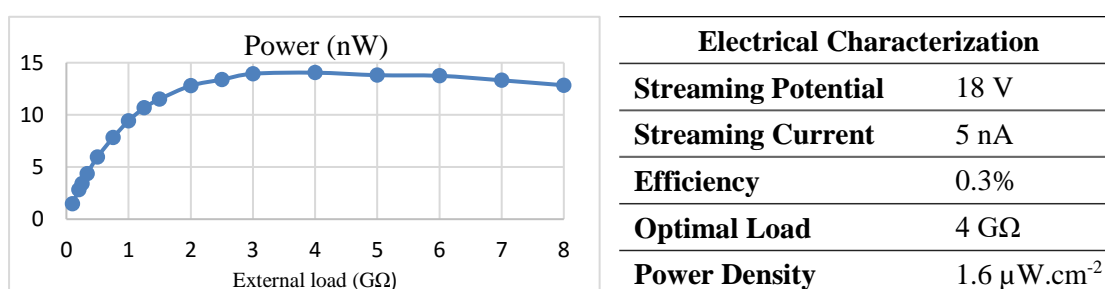 Power (nW)
15
10
5
0
0 1 2 3 4 5 6 7 8
External load (GΩ)
Electrical Characterization
Streaming Potential 18 V
Streaming Current 5 nA
Efficiency 0.3%
Optimal Load 4 GΩ
Power Density 1.6 µW.cm⁻²